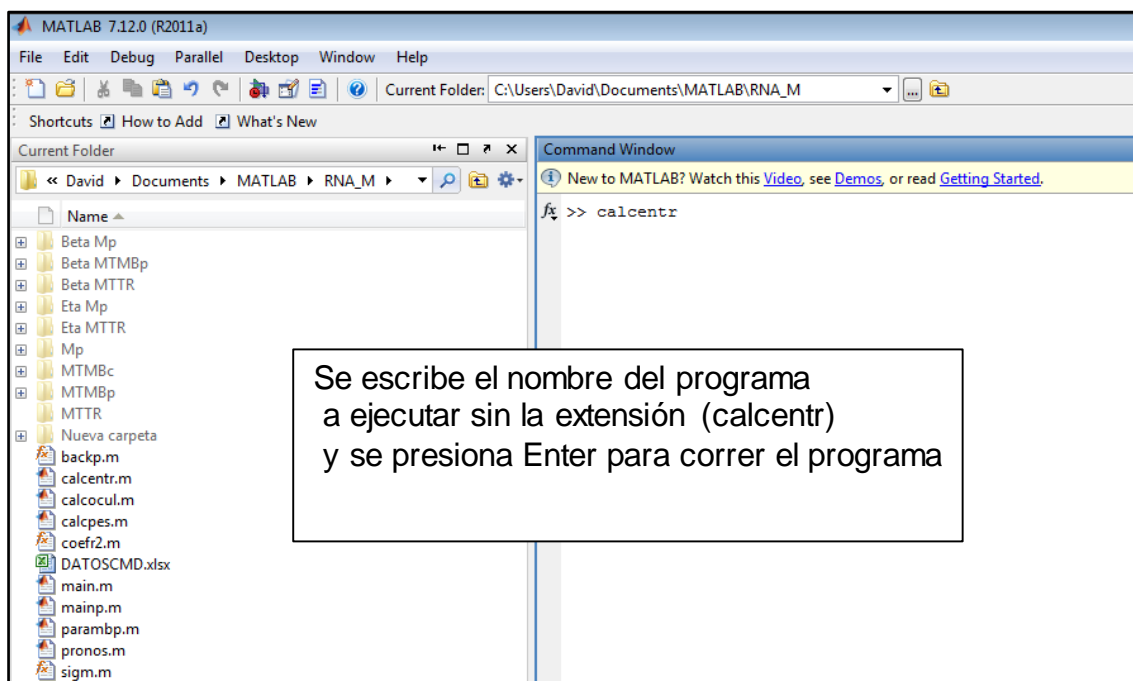 MATLAB 7.12.0 (R2011a)
File Edit Debug Parallel Desktop Window Help
Current Folder: C:\Users\David\Documents\MATLAB\RNA_M
Shortcuts How to Add What's New
Current Folder
« David Documents MATLAB RNA_M
Name
Beta Mp
Beta MTMBp
Beta MTTR
Eta Mp
Eta MTTR
Mp
MTMBc
MTMBp
MTTR
Nueva carpeta
backp.m
calcentr.m
calcocul.m
calcpes.m
coefr2.m
DATOSCMD.xlsx
main.m
mainp.m
parambp.m
pronos.m
sigm.m
Command Window
New to MATLAB? Watch this Video, see Demos, or read Getting Started.
fx >> calcentr
Se escribe el nombre del programa
a ejecutar sin la extensión (calcentr)
y se presiona Enter para correr el programa